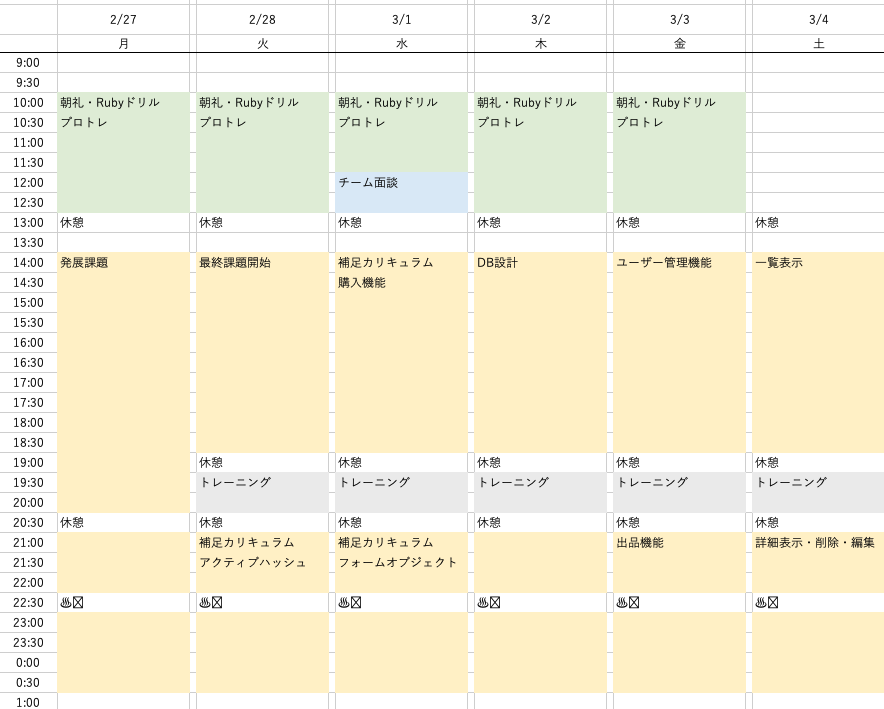 2/27 2/28 3/1 3/2 3/3 3/4
月 火 水 木 金 土
9:00
9:30
10:00 朝礼・Rubyドリル 朝礼・Rubyドリル 朝礼・Rubyドリル 朝礼・Rubyドリル 朝礼・Rubyドリル
10:30 プロトレ プロトレ プロトレ プロトレ プロトレ
11:00
11:30
12:00 チーム面談
12:30
13:00 休憩 休憩 休憩 休憩 休憩 休憩
13:30
14:00 発展課題 最終課題開始 補足カリキュラム DB設計 ユーザー管理機能 一覧表示
14:30 購入機能
15:00
15:30
16:00
16:30
17:00
17:30
18:00
18:30
19:00 休憩 休憩 休憩 休憩 休憩
19:30 トレーニング トレーニング トレーニング トレーニング トレーニング
20:00
20:30 休憩 休憩 休憩 休憩 休憩 休憩
21:00 補足カリキュラム 補足カリキュラム 出品機能 詳細表示・削除・編集
21:30 アクティブハッシュ フォームオブジェクト
22:00
22:30 ♨ ♨ ♨ ♨ ♨ ♨
23:00
23:30
0:00
0:30
1:00